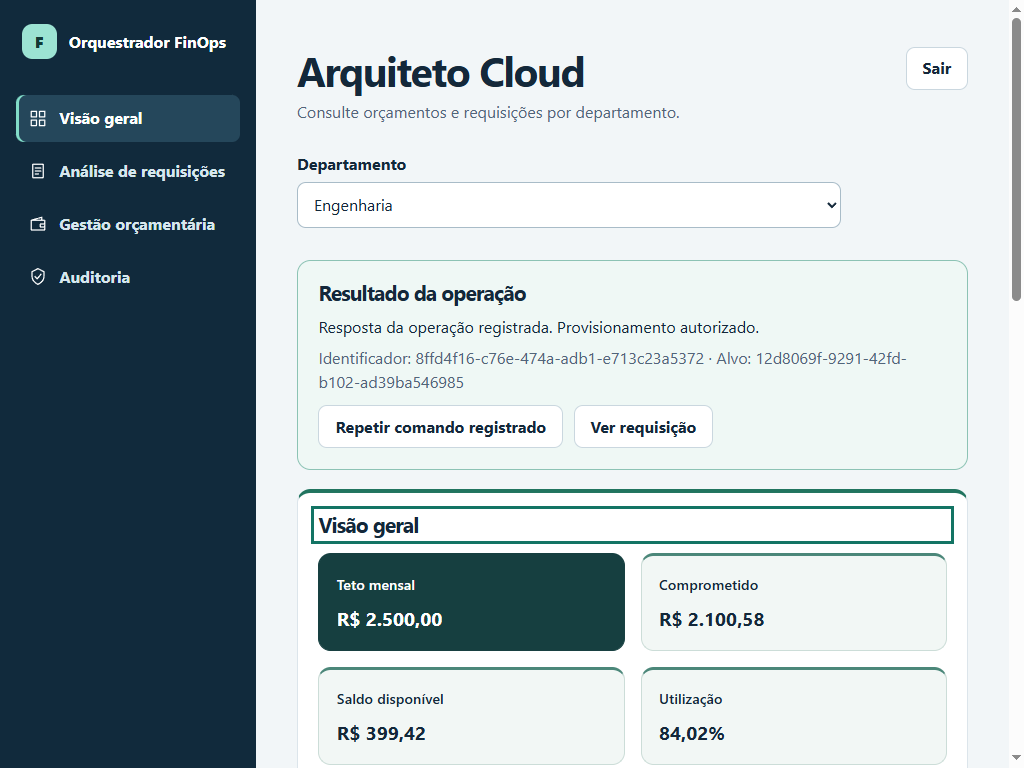 F
Orquestrador FinOps
Visão geral
Análise de requisições
Gestão orçamentária
Auditoria
Arquiteto Cloud
Sair
Consulte orçamentos e requisições por departamento.
Departamento
Engenharia
Resultado da operação
Resposta da operação registrada. Provisionamento autorizado.
Identificador: 8ffd4f16-c76e-474a-adb1-e713c23a5372 · Alvo: 12d8069f-9291-42fd-
b102-ad39ba546985
Repetir comando registrado
Ver requisição
Visão geral
Teto mensal
R$ 2.500,00
Comprometido
R$ 2.100,58
Saldo disponível
R$ 399,42
Utilização
84,02%